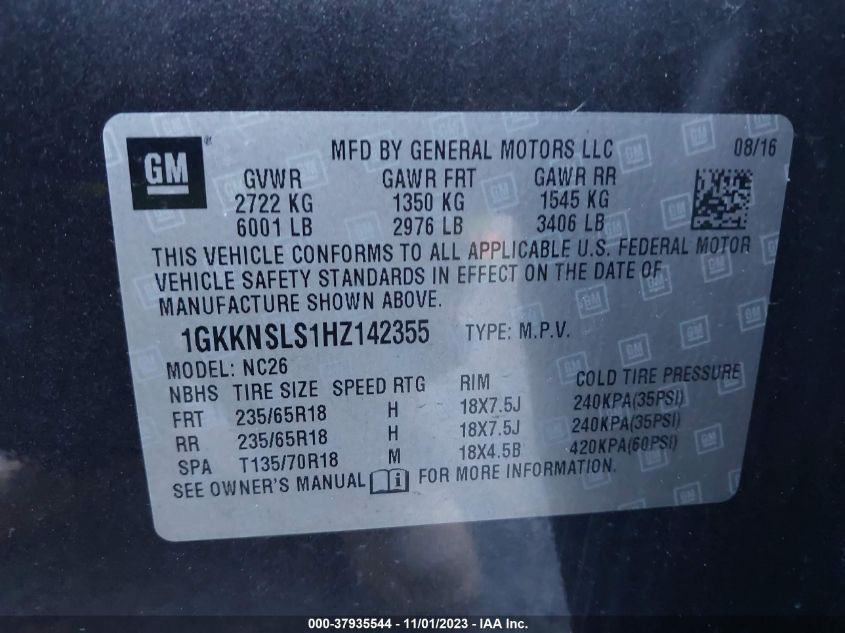 GM® MFD BY GENERAL MOTORS LLC 08/16
GVWR GAWR FRT GAWR RR
2722 KG 1350 KG 1545 KG
6001 LB 2976 LB 3406 LB
THIS VEHICLE CONFORMS TO ALL APPLICABLE U.S. FEDERAL MOTOR
VEHICLE SAFETY STANDARDS IN EFFECT ON THE DATE OF
MANUFACTURE SHOWN ABOVE.
1GKKNSLS1HZ142355 TYPE: M.P.V.
MODEL: NC26
NBHS TIRE SIZE SPEED RTG RIM COLD TIRE PRESSURE
FRT 235/65R18 H 18X7.5J 240KPA(35PSI)
RR 235/65R18 H 18X7.5J 240KPA(35PSI)
SPA T135/70R18 M 18X4.5B 420KPA(60PSI)
SEE OWNER'S MANUAL i FOR MORE INFORMATION.
000-37935544 - 11/01/2023 - IAA Inc.